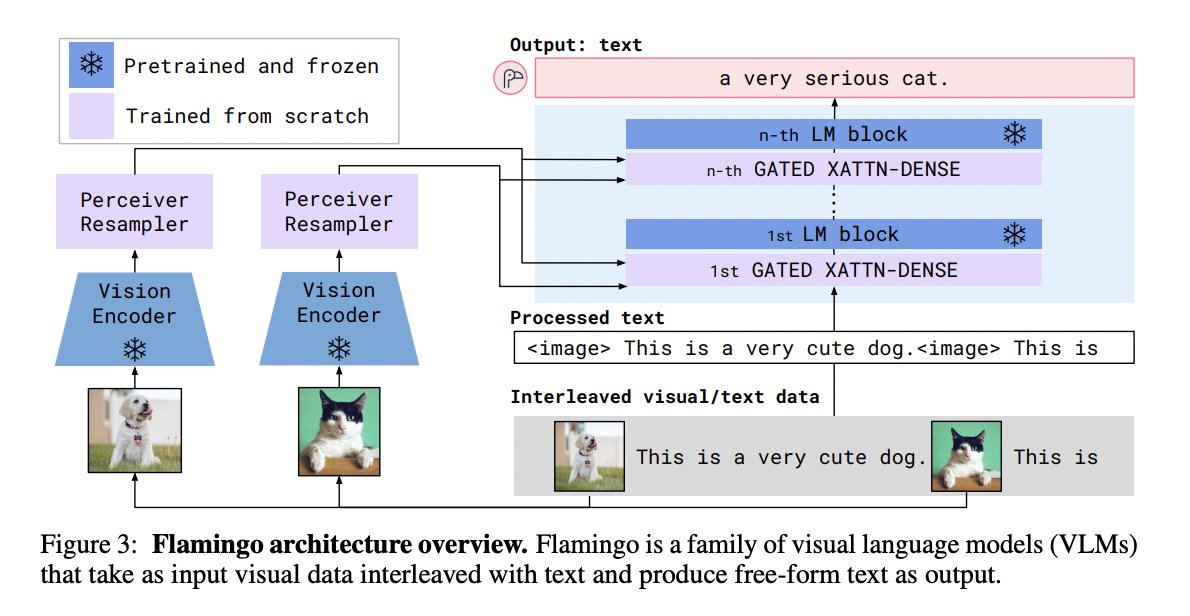 Pretrained and frozen
Trained from scratch
Output: text
a very serious cat.
n-th LM block
n-th GATED XATTN-DENSE
1st LM block
1st GATED XATTN-DENSE
Perceiver
Resampler
Perceiver
Resampler
Vision
Encoder
Vision
Encoder
Processed text
<image> This is a very cute dog.<image> This is
Interleaved visual/text data
This is a very cute dog.
This is
Figure 3: Flamingo architecture overview. Flamingo is a family of visual language models (VLMs)
that take as input visual data interleaved with text and produce free-form text as output.